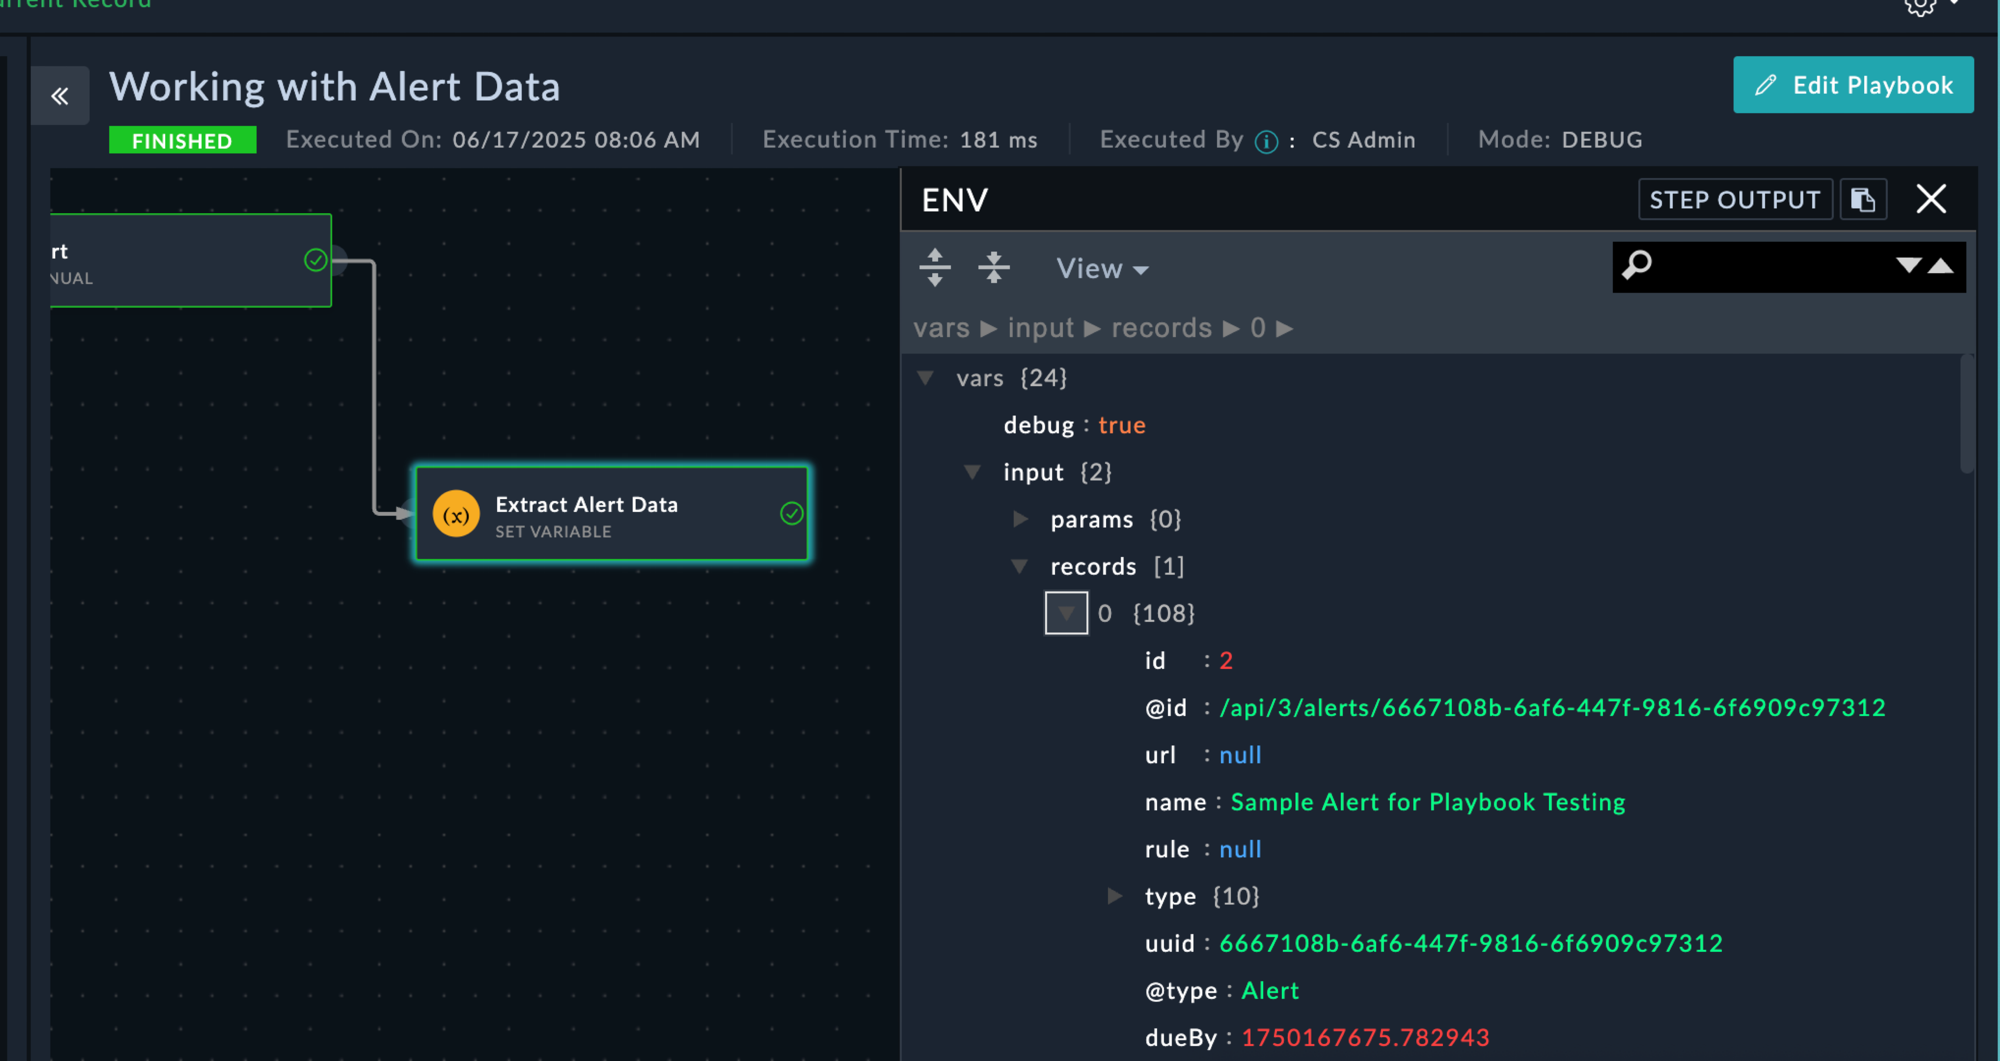 Current Record
Working with Alert Data
Edit Playbook
FINISHED Executed On: 06/17/2025 08:06 AM Execution Time: 181 ms Executed By : CS Admin Mode: DEBUG
rt
NUAL
(x) Extract Alert Data
SET VARIABLE
ENV STEP OUTPUT
View
vars ► input ► records ► 0 ►
vars {24}
debug : true
input {2}
params {0}
records [1]
0 {108}
id : 2
@id : /api/3/alerts/6667108b-6af6-447f-9816-6f6909c97312
url : null
name : Sample Alert for Playbook Testing
rule : null
type {10}
uuid : 6667108b-6af6-447f-9816-6f6909c97312
@type : Alert
dueBy : 1750167675.782943